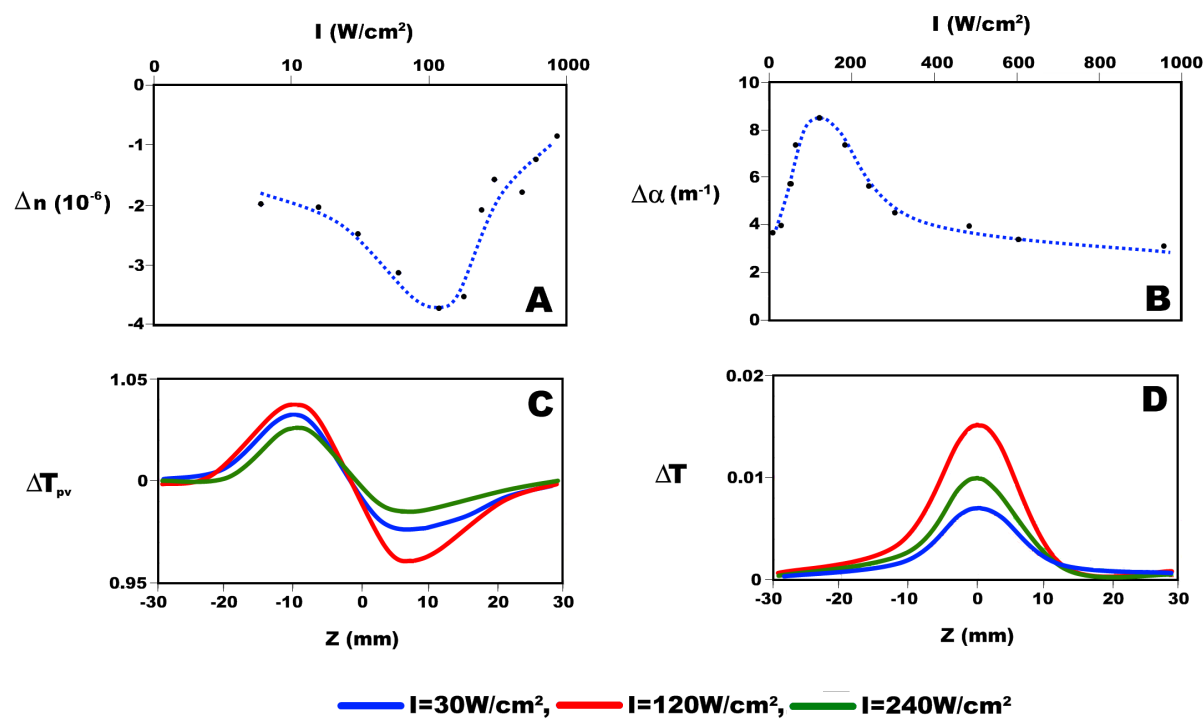 I (W/cm²)
0 10 100 1000
0
-1
-2
-3
-4
Δn (10⁻⁶)
A
I (W/cm²)
0 200 400 600 800 1000
10
8
6
4
2
0
Δα (m⁻¹)
B
1.05
0
0.95
ΔTpv
C
-30 -20 -10 0 10 20 30
Z (mm)
0.02
0.01
0
ΔT
D
-30 -20 -10 0 10 20 30
Z (mm)
I=30W/cm², I=120W/cm², I=240W/cm²